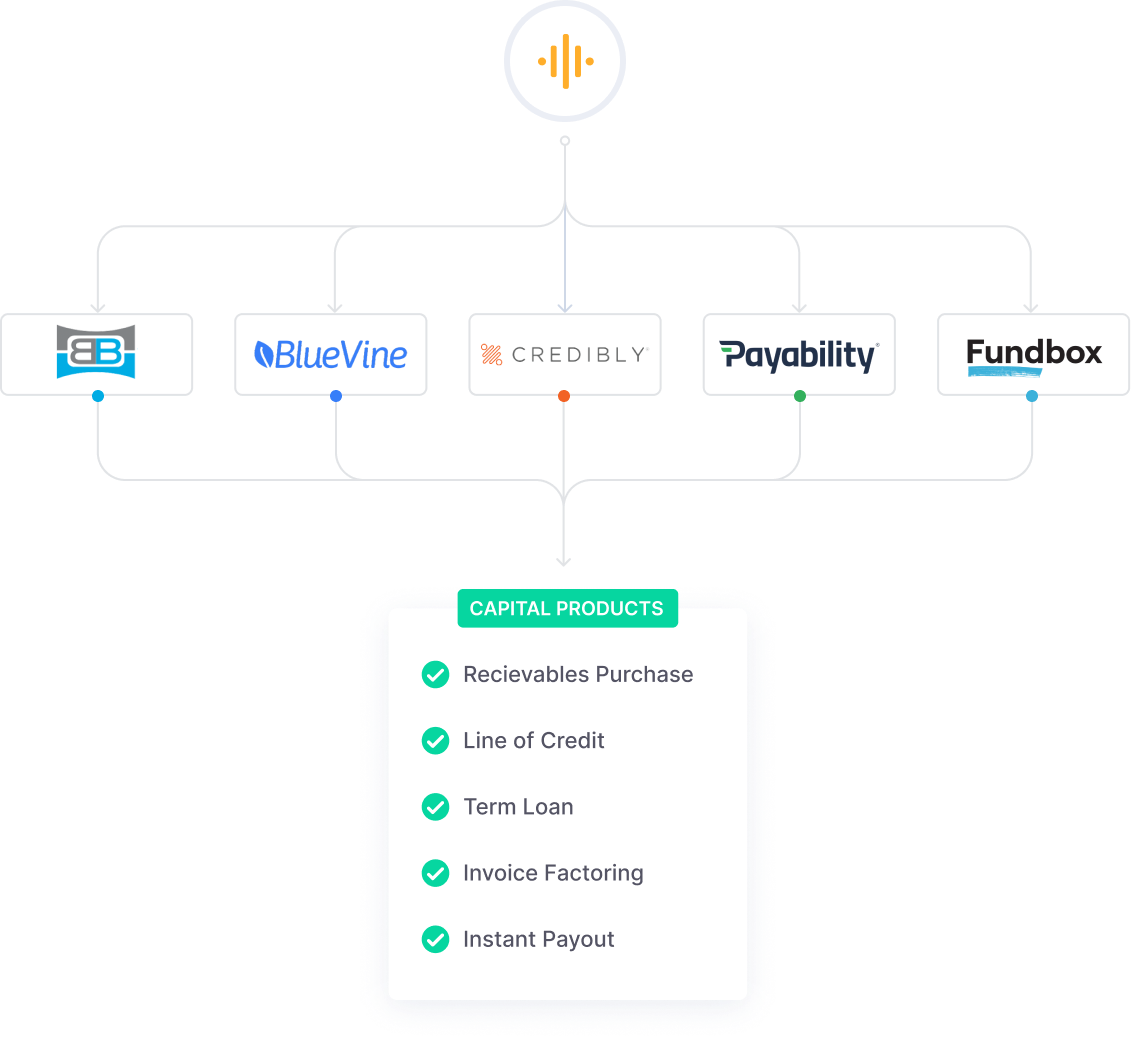 BB
BlueVine
CREDIBLY®
Payability®
Fundbox
CAPITAL PRODUCTS
Recievables Purchase
Line of Credit
Term Loan
Invoice Factoring
Instant Payout